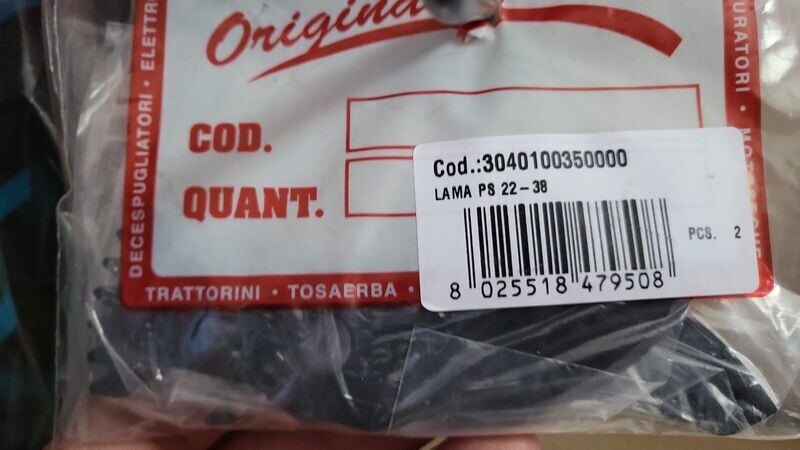 Origina
COD.
QUANT.
Cod.:3040100350000
LAMA PS 22-38
PCS. 2
8 025518 479508
DECESPUGLIATORI • ELETTR
TRATTORINI • TOSAERBA •
URATORI •